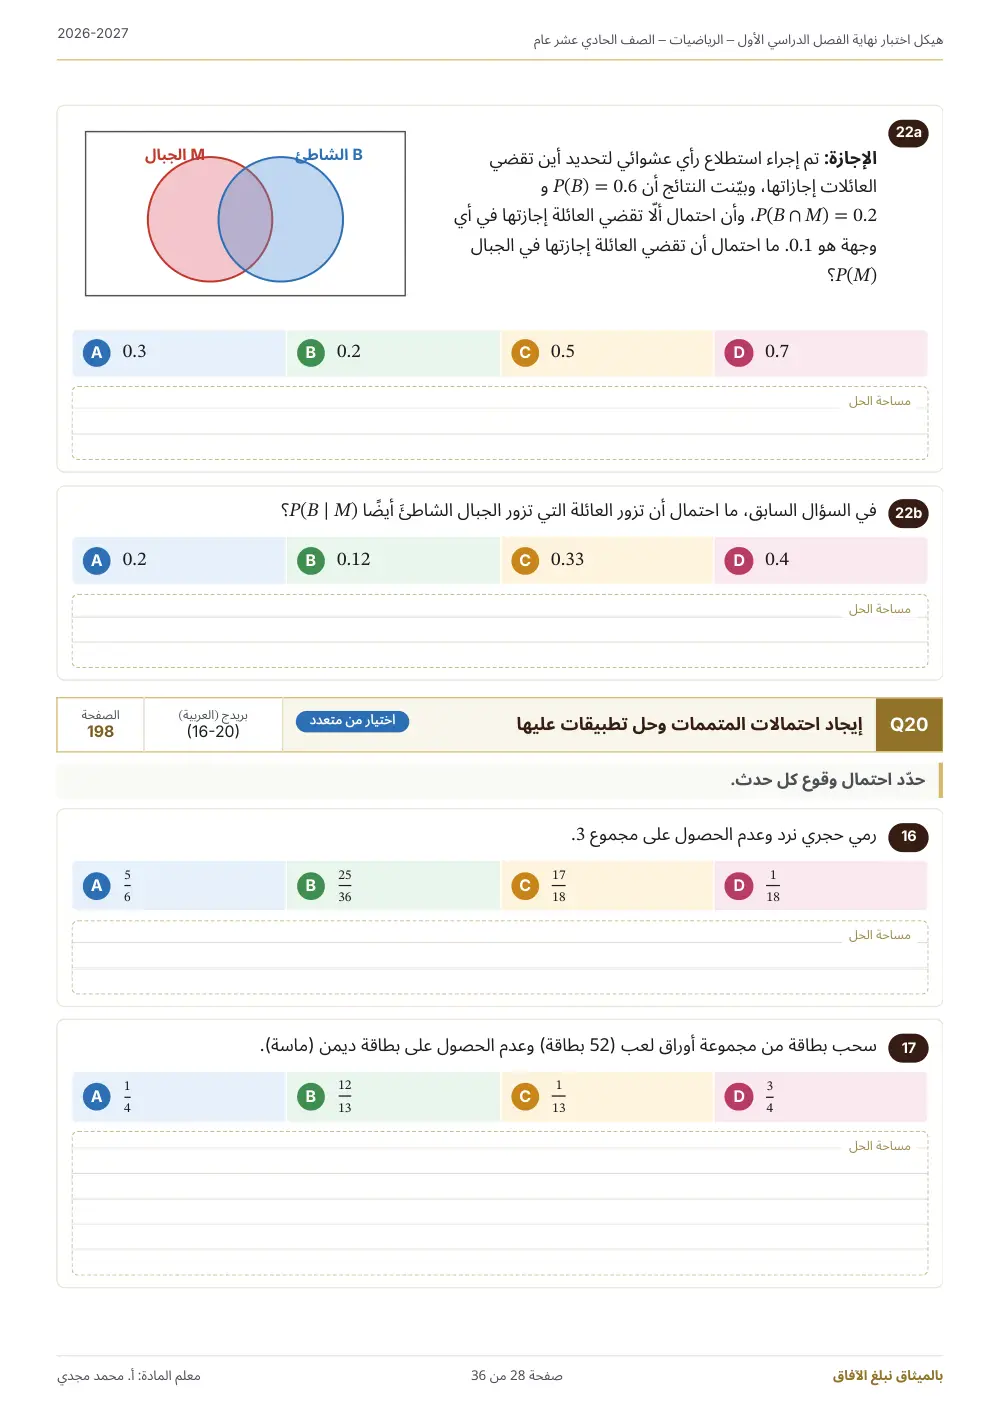 هيكل اختبار نهاية الفصل الدراسي الأول – الرياضيات – الصف الحادي عشر عام
2026-2027
22a
الإجازة: تم إجراء استطلاع رأي عشوائي لتحديد أين تقضي
العائلات إجازاتها، وبيّنت النتائج أن P(B) = 0.6 و
P(B ∩ M) = 0.2، وأن احتمال ألّا تقضي العائلة إجازتها في أي
وجهة هو 0.1. ما احتمال أن تقضي العائلة إجازتها في الجبال
P(M)؟
M الجبال
B الشاطئ
A 0.3 B 0.2 C 0.5 D 0.7
مساحة الحل
22b في السؤال السابق، ما احتمال أن تزور العائلة التي تزور الجبال الشاطئَ أيضًا P(B | M)؟
A 0.2 B 0.12 C 0.33 D 0.4
مساحة الحل
Q20 إيجاد احتمالات المتممات وحل تطبيقات عليها
اختيار من متعدد
بريدج (العربية)
(16-20)
الصفحة
198
حدّد احتمال وقوع كل حدث.
16 رمي حجري نرد وعدم الحصول على مجموع 3.
A 5/6 B 25/36 C 17/18 D 1/18
مساحة الحل
17 سحب بطاقة من مجموعة أوراق لعب (52 بطاقة) وعدم الحصول على بطاقة ديمن (ماسة).
A 1/4 B 12/13 C 1/13 D 3/4
مساحة الحل
بالميثاق نبلغ الآفاق
صفحة 28 من 36
معلم المادة: أ. محمد مجدي